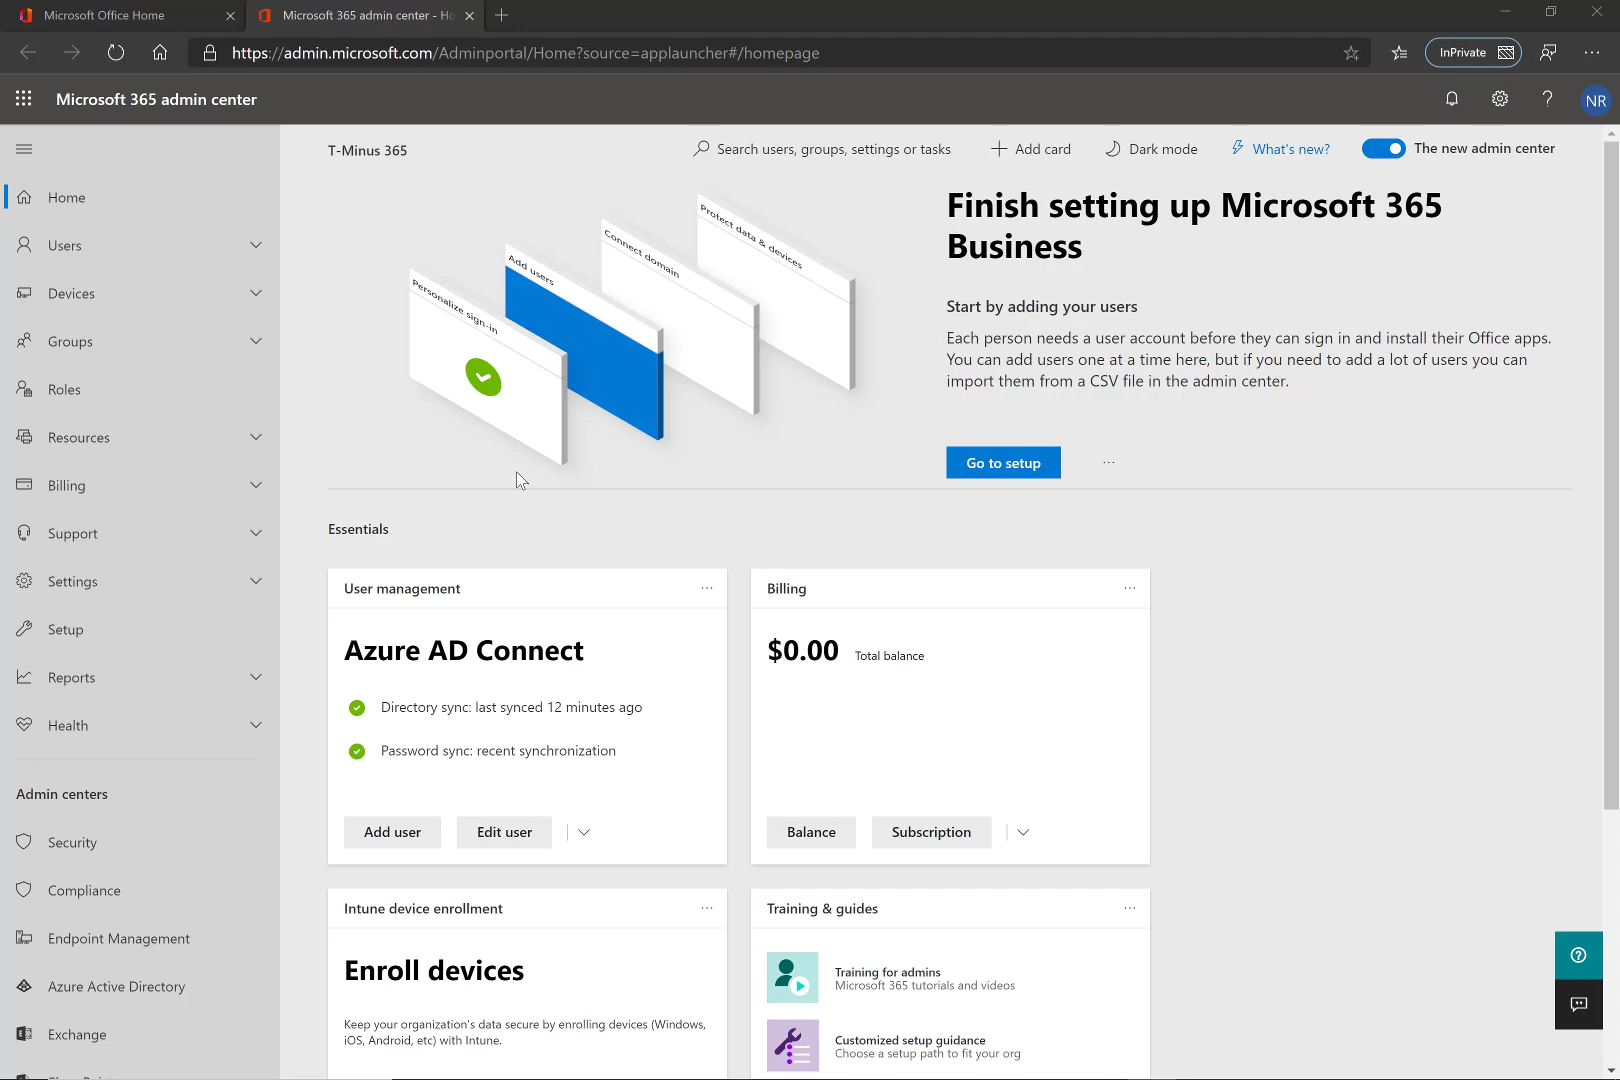 Microsoft Office Home
Microsoft 365 admin center - Ho
https://admin.microsoft.com/Adminportal/Home?source=applauncher#/homepage
InPrivate
Microsoft 365 admin center
NR
T-Minus 365
Search users, groups, settings or tasks
Add card
Dark mode
What's new?
The new admin center
Home
Users
Devices
Groups
Roles
Resources
Billing
Support
Settings
Setup
Reports
Health
Admin centers
Security
Compliance
Endpoint Management
Azure Active Directory
Exchange
Personalize sign-in
Add users
Connect domain
Protect data & devices
Finish setting up Microsoft 365
Business
Start by adding your users
Each person needs a user account before they can sign in and install their Office apps.
You can add users one at a time here, but if you need to add a lot of users you can
import them from a CSV file in the admin center.
Go to setup
Essentials
User management
Azure AD Connect
Directory sync: last synced 12 minutes ago
Password sync: recent synchronization
Add user
Edit user
Billing
$0.00 Total balance
Balance
Subscription
Intune device enrollment
Enroll devices
Keep your organization's data secure by enrolling devices (Windows,
iOS, Android, etc) with Intune.
Training & guides
Training for admins
Microsoft 365 tutorials and videos
Customized setup guidance
Choose a setup path to fit your org